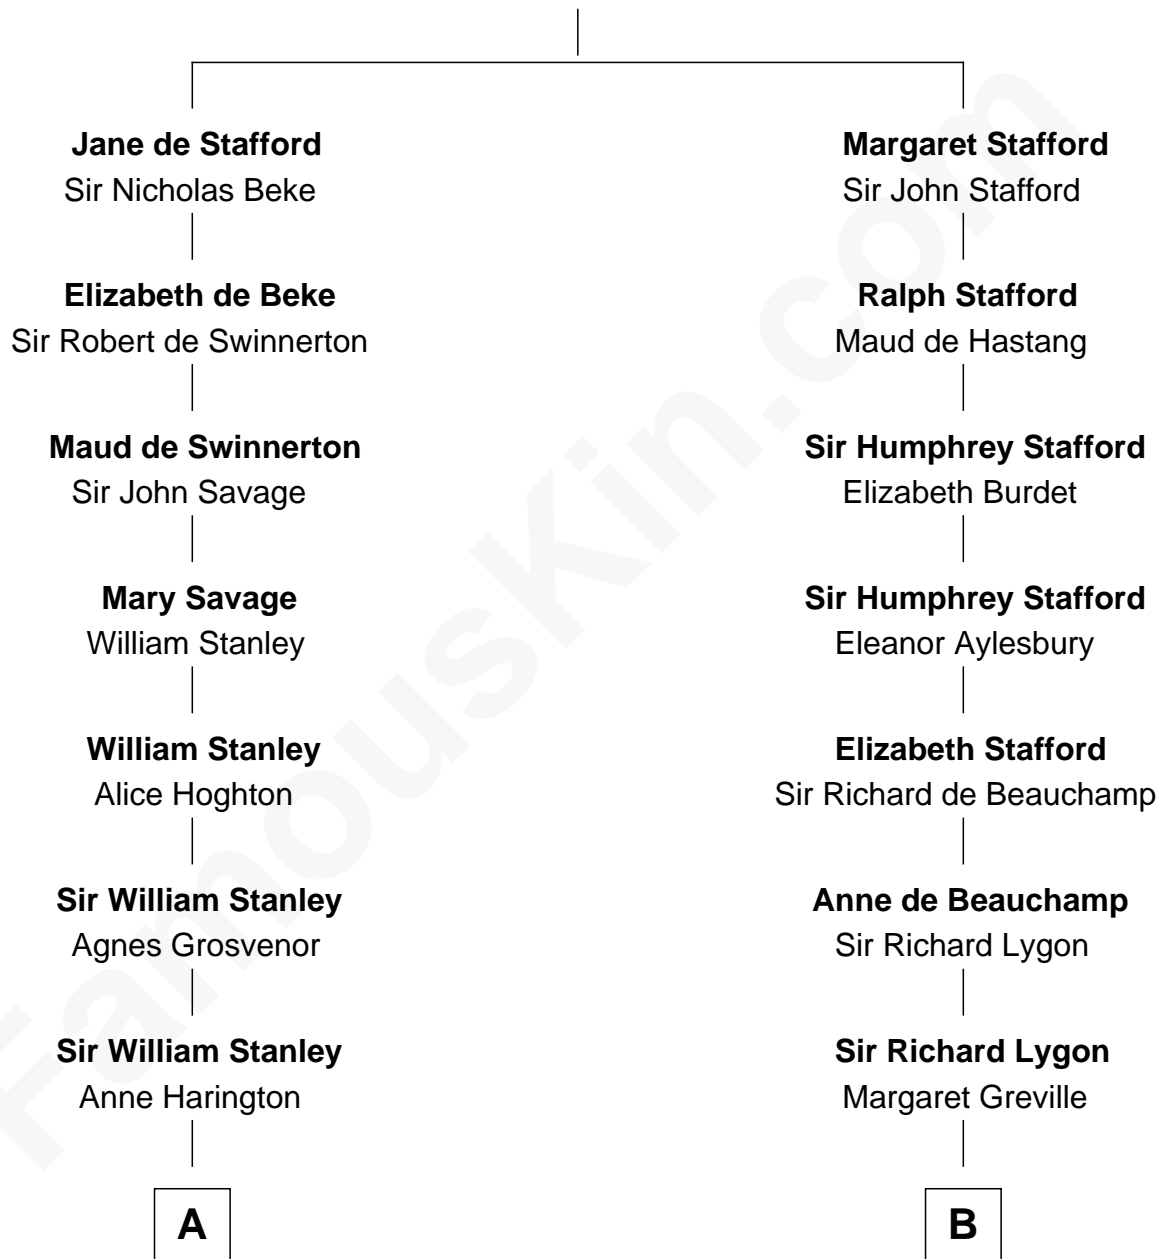 Jane de Stafford
Sir Nicholas Beke
Elizabeth de Beke
Sir Robert de Swinnerton
Maud de Swinnerton
Sir John Savage
Mary Savage
William Stanley
William Stanley
Alice Hoghton
Sir William Stanley
Agnes Grosvenor
Sir William Stanley
Anne Harington
A
Margaret Stafford
Sir John Stafford
Ralph Stafford
Maud de Hastang
Sir Humphrey Stafford
Elizabeth Burdet
Sir Humphrey Stafford
Eleanor Aylesbury
Elizabeth Stafford
Sir Richard de Beauchamp
Anne de Beauchamp
Sir Richard Lygon
Sir Richard Lygon
Margaret Greville
B
FamousKin.com